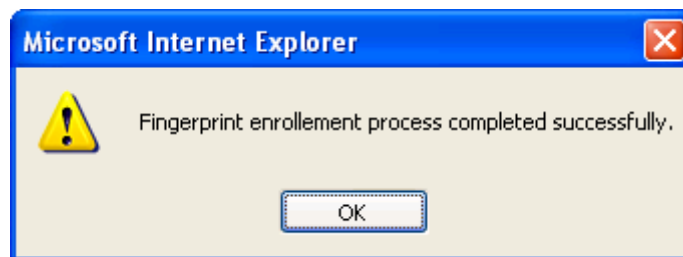 Microsoft Internet Explorer
Fingerprint enrollement process completed successfully.
OK